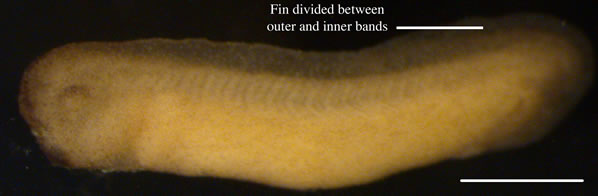 Fin divided between
outer and inner bands